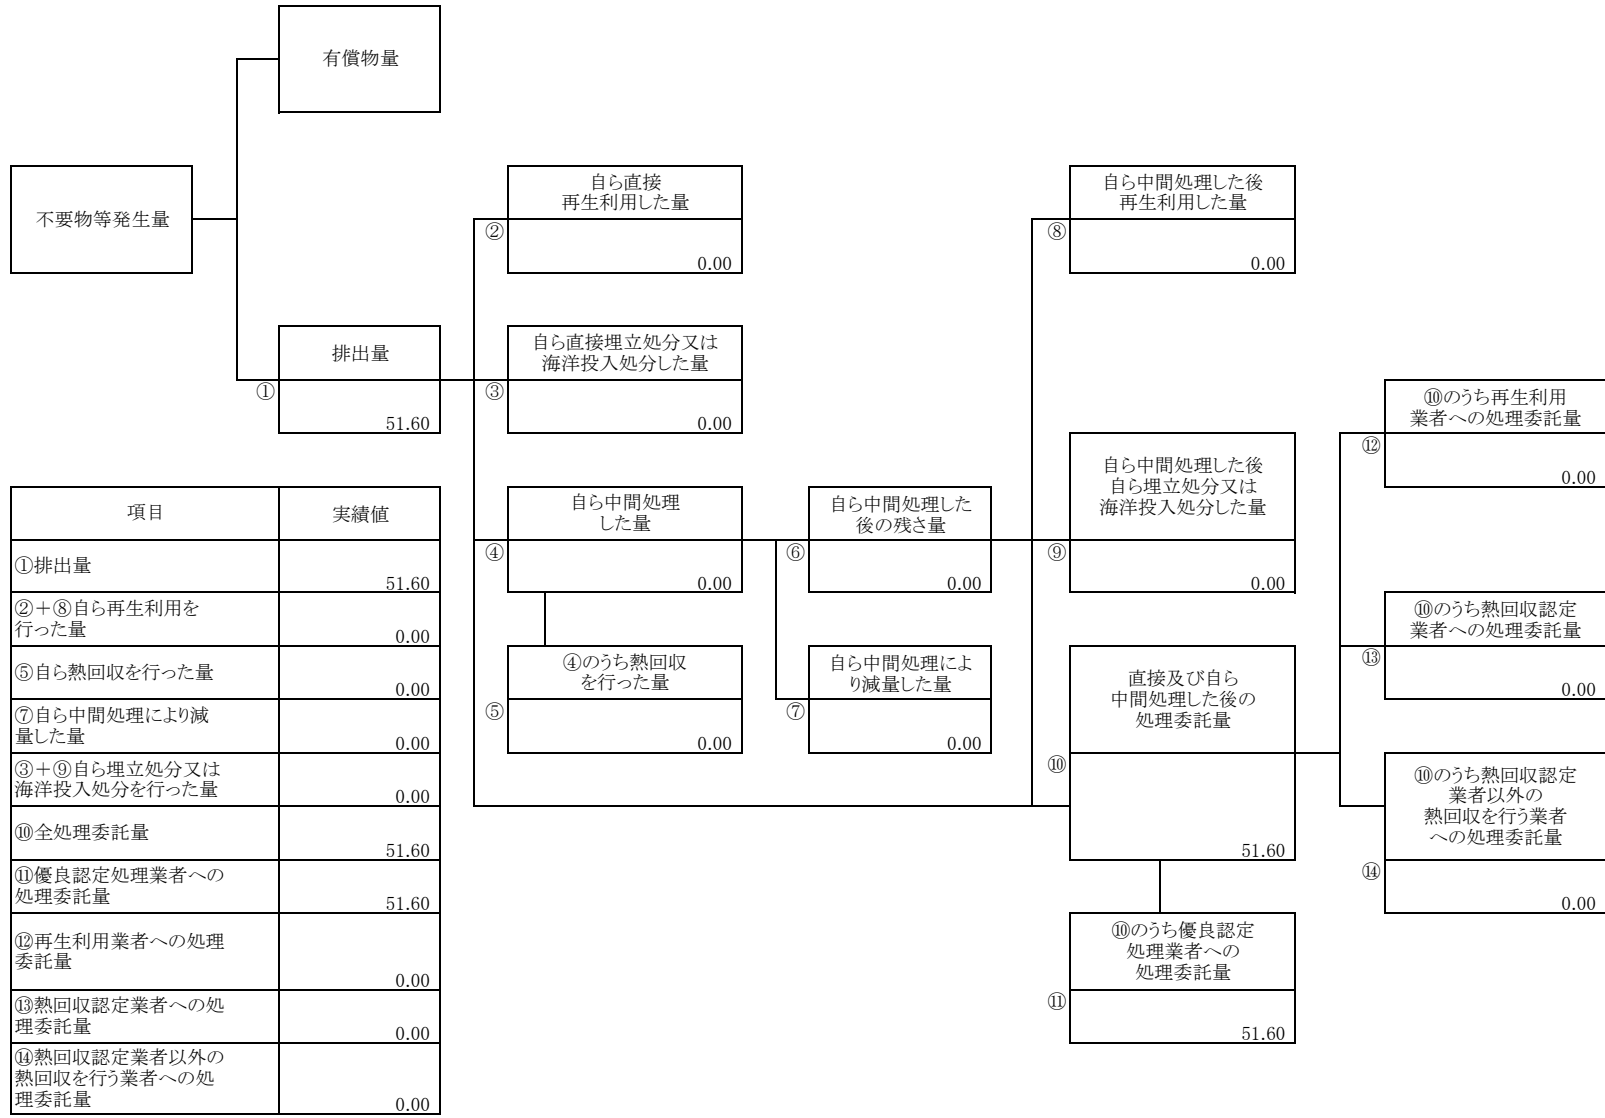 有償物量
不要物等発生量
自ら直接
再生利用した量
②
0.00
自ら中間処理した後
再生利用した量
⑧
0.00
排出量
①
51.60
自ら直接埋立処分又は
海洋投入処分した量
③
0.00
⑩のうち再生利用
業者への処理委託量
⑫
0.00
自ら中間処理した後
自ら埋立処分又は
海洋投入処分した量
⑨
0.00
自ら中間処理
した量
④
0.00
自ら中間処理した
後の残さ量
⑥
0.00
⑩のうち熱回収認定
業者への処理委託量
⑬
0.00
④のうち熱回収
を行った量
⑤
0.00
自ら中間処理によ
り減量した量
⑦
0.00
直接及び自ら
中間処理した後の
処理委託量
⑩
51.60
⑩のうち熱回収認定
業者以外の
熱回収を行う業者
への処理委託量
⑭
0.00
⑩のうち優良認定
処理業者への
処理委託量
⑪
51.60
項目 実績値
①排出量
51.60
②+⑧自ら再生利用を
行った量
0.00
⑤自ら熱回収を行った量
0.00
⑦自ら中間処理により減
量した量
0.00
③+⑨自ら埋立処分又は
海洋投入処分を行った量
0.00
⑩全処理委託量
51.60
⑪優良認定処理業者への
処理委託量
51.60
⑫再生利用業者への処理
委託量
0.00
⑬熱回収認定業者への処
理委託量
0.00
⑭熱回収認定業者以外の
熱回収を行う業者への処
理委託量
0.00